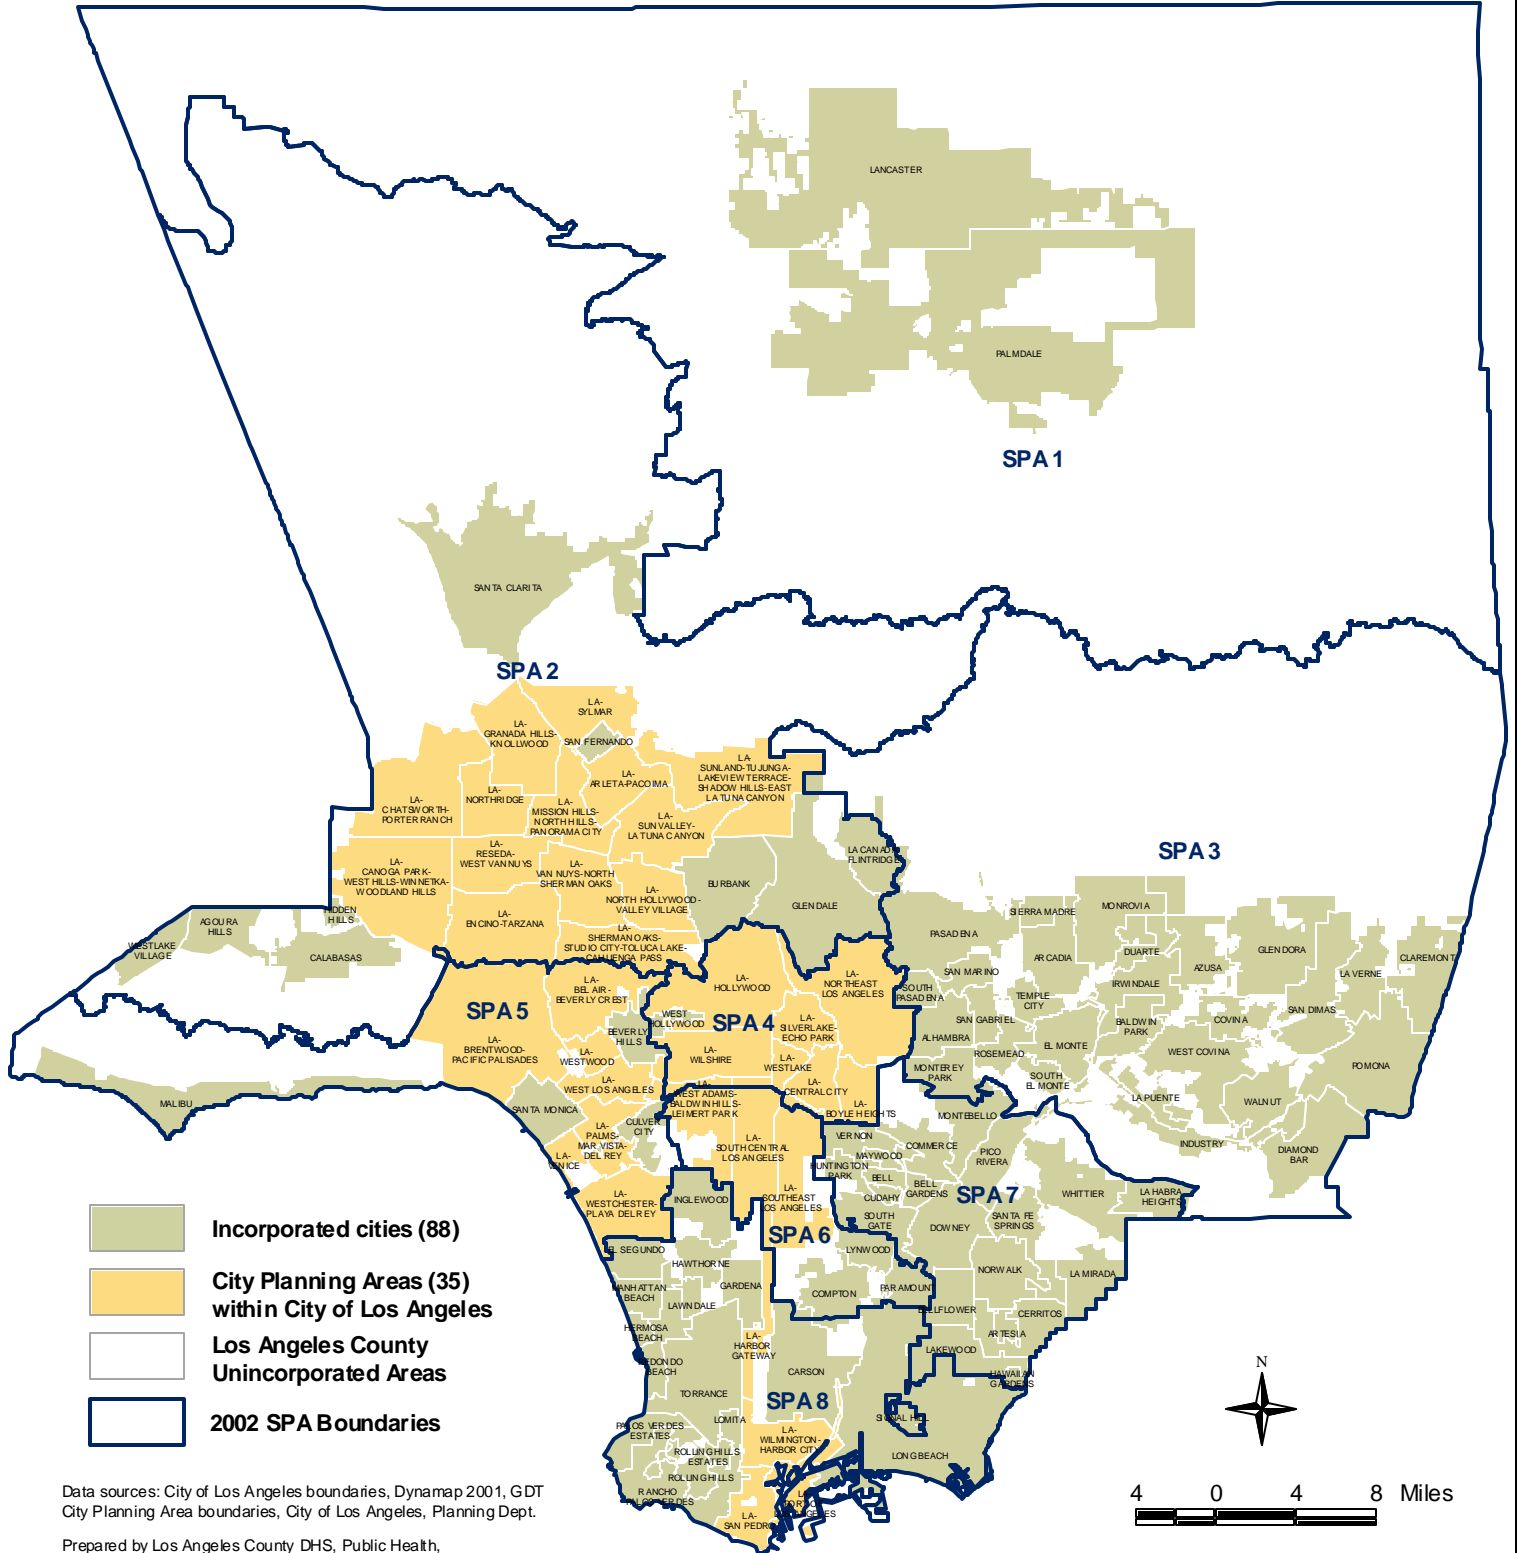 LANCASTER
PALMDALE
SPA 1
SANTA CLARITA
SPA 2
LA-
SYLMAR
LA-
GRANADA HILLS-
KNOLLWOOD
SAN FERNANDO
LA-
SUNLAND-TUJUNGA-
LAKEVIEW TERRACE-
SHADOW HILLS-EAST
LA TUNA CANYON
LA-
ARLETA-PACOIMA
LA-
NORTHRIDGE
LA-
CHATSWORTH-
PORTER RANCH
LA-
MISSION HILLS-
NORTH HILLS-
PANORAMA CITY
LA-
SUN VALLEY-
LA TUNA CANYON
LA-
RESEDA-
WEST VAN NUYS
LA-
CANOGA PARK-
WEST HILLS-WINNETKA-
WOODLAND HILLS
LA-
VAN NUYS-NORTH
SHERMAN OAKS
LA-
NORTH HOLLYWOOD-
VALLEY VILLAGE
BURBANK
GLENDALE
LA CANADA
FLINTRIDGE
SPA 3
LA-
ENCINO-TARZANA
LA-
SHERMAN OAKS-
STUDIO CITY-TOLUCA LAKE-
CAHUENGA PASS
HIDDEN
HILLS
AGOURA
HILLS
WESTLAKE
VILLAGE
CALABASAS
MALIBU
SPA 5
LA-
BEL AIR-
BEVERLY CREST
LA-
BRENTWOOD-
PACIFIC PALISADES
BEVERLY
HILLS
LA-
WESTWOOD
LA-
WEST LOS ANGELES
SANTA MONICA
CULVER
CITY
LA-
PALMS-
MAR VISTA-
DEL REY
LA-
VENICE
LA-
WESTCHESTER-
PLAYA DEL REY
LA-
HOLLYWOOD
WEST
HOLLYWOOD
SPA 4
LA-
NORTHEAST
LOS ANGELES
LA-
SILVERLAKE-
ECHO PARK
LA-
WILSHIRE
LA-
WESTLAKE
LA-
CENTRAL CITY
LA-
BOYLE HEIGHTS
LA-
WEST ADAMS-
BALDWIN HILLS-
LEIMERT PARK
LA-
SOUTH CENTRAL
LOS ANGELES
LA-
SOUTHEAST
LOS ANGELES
SPA 6
LYNWOOD
COMPTON
PARAMOUNT
PASADENA
SIERRA MADRE
MONROVIA
ARCADIA
DUARTE
SAN MARINO
SOUTH
PASADENA
TEMPLE
CITY
IRWINDALE
AZUSA
GLENDORA
LA VERNE
CLAREMONT
SAN GABRIEL
ALHAMBRA
ROSEMEAD
EL MONTE
BALDWIN
PARK
COVINA
SAN DIMAS
WEST COVINA
POMONA
MONTEREY
PARK
SOUTH
EL MONTE
LA PUENTE
WALNUT
INDUSTRY
DIAMOND
BAR
MONTEBELLO
VERNON
COMMERCE
MAYWOOD
HUNTINGTON
PARK
BELL
PICO
RIVERA
CUDAHY
BELL
GARDENS
SPA 7
WHITTIER
LA HABRA
HEIGHTS
SOUTH
GATE
DOWNEY
SANTA FE
SPRINGS
NORWALK
LA MIRADA
BELLFLOWER
CERRITOS
ARTESIA
LAKEWOOD
HAWAIIAN
GARDENS
INGLEWOOD
EL SEGUNDO
HAWTHORNE
MANHATTAN
BEACH
GARDENA
LAWNDALE
HERMOSA
BEACH
LA-
HARBOR
GATEWAY
REDONDO
BEACH
CARSON
TORRANCE
SPA 8
LOMITA
SIGNAL HILL
LONG BEACH
PALOS VERDES
ESTATES
ROLLING HILLS
ESTATES
ROLLING HILLS
RANCHO
PALOS VERDES
LA-
WILMINGTON-
HARBOR CITY
LA-
PORT OF
LOS ANGELES
LA-
SAN PEDRO
Incorporated cities (88)
City Planning Areas (35)
within City of Los Angeles
Los Angeles County
Unincorporated Areas
2002 SPA Boundaries
Data sources: City of Los Angeles boundaries, Dynamap 2001, GDT
City Planning Area boundaries, City of Los Angeles, Planning Dept.
Prepared by Los Angeles County DHS, Public Health,
N
4 0 4 8 Miles